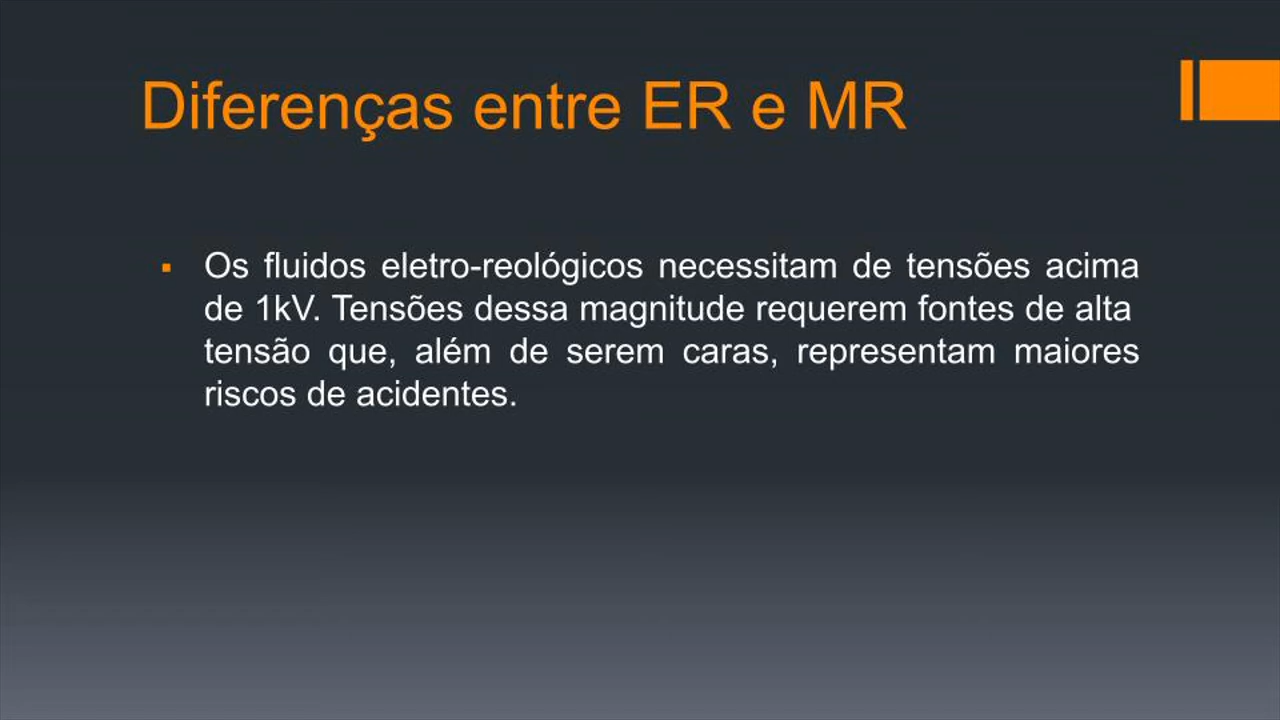 Diferenças entre ER e MR
Os fluidos eletro-reológicos necessitam de tensões acima
de 1kV. Tensões dessa magnitude requerem fontes de alta
tensão que, além de serem caras, representam maiores
riscos de acidentes.